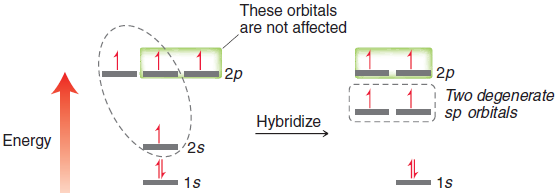 These orbitals
are not affected
2p
2p
Two degenerate
sp orbitals
Hybridize
Energy
2s
1s
1s